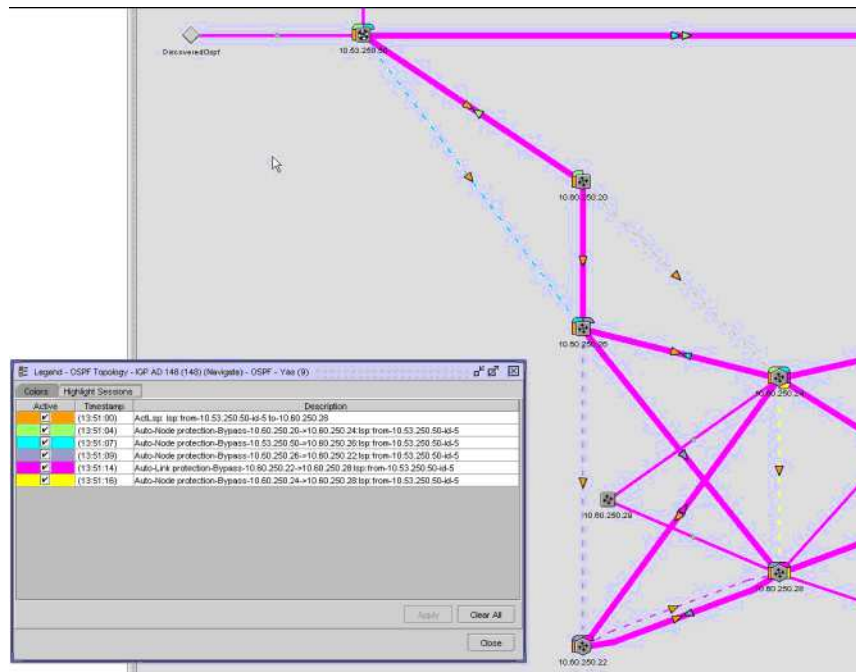 DiscoveredOspf
10.53.250.50
10.60.250.20
10.60.250.26
10.60.250.24
10.60.250.29
10.60.250.28
10.60.250.22
Legend - OSPF Topology - IGP AD 148 (148) (Navigate) - OSPF - Yes (9)
Colors Highlight Sessions
Active Timestamp Description
(13:51:00) ActLsp: lsp:from-10.53.250.50-id-5 to-10.60.250.28
(13:51:04) Auto-Node protection-Bypass-10.60.250.20->10.60.250.24:lsp:from-10.53.250.50-id-5
(13:51:07) Auto-Node protection-Bypass-10.53.250.50->10.60.250.26:lsp:from-10.53.250.50-id-5
(13:51:09) Auto-Node protection-Bypass-10.60.250.26->10.60.250.22:lsp:from-10.53.250.50-id-5
(13:51:14) Auto-Link protection-Bypass-10.60.250.22->10.60.250.28:lsp:from-10.53.250.50-id-5
(13:51:16) Auto-Node protection-Bypass-10.60.250.24->10.60.250.28:lsp:from-10.53.250.50-id-5
Apply Clear All
Close